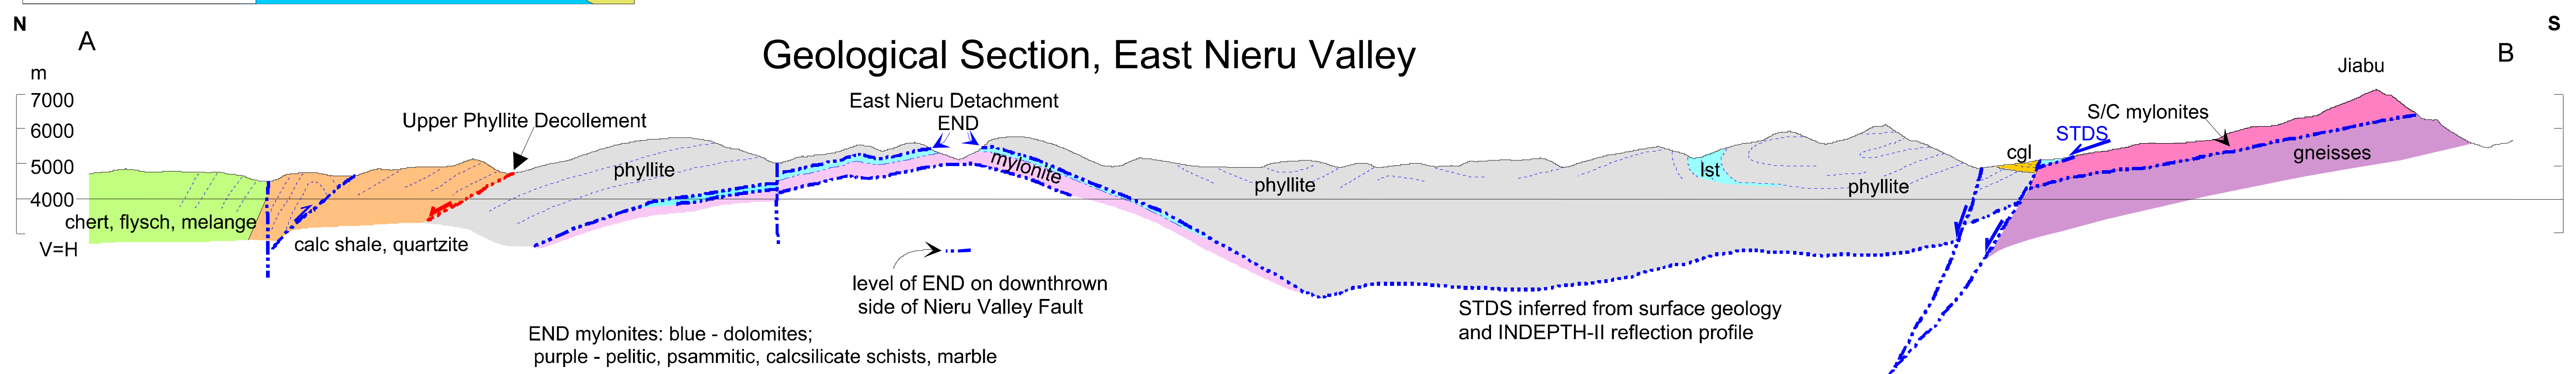 N
S
A
Geological Section, East Nieru Valley
B
m
Jiabu
7000
East Nieru Detachment
END
S/C mylonites
Upper Phyllite Decollement
6000
STDS
5000
phyllite
mylonite
phyllite
lst
phyllite
cgl
gneisses
4000
chert, flysch, melange
calc shale, quartzite
V=H
level of END on downthrown
side of Nieru Valley Fault
STDS inferred from surface geology
and INDEPTH-II reflection profile
END mylonites: blue - dolomites;
purple - pelitic, psammitic, calcsilicate schists, marble